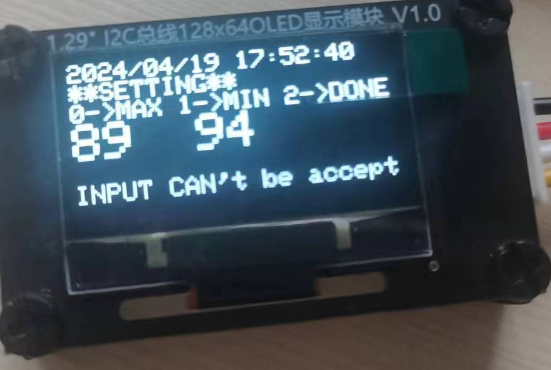 1.29" I2C总线128x64OLED显示模块 V1.0
2024/04/19 17:52:40
**SETTING**
0->MAX 1->MIN 2->DONE
89 94
INPUT CAN't be accept